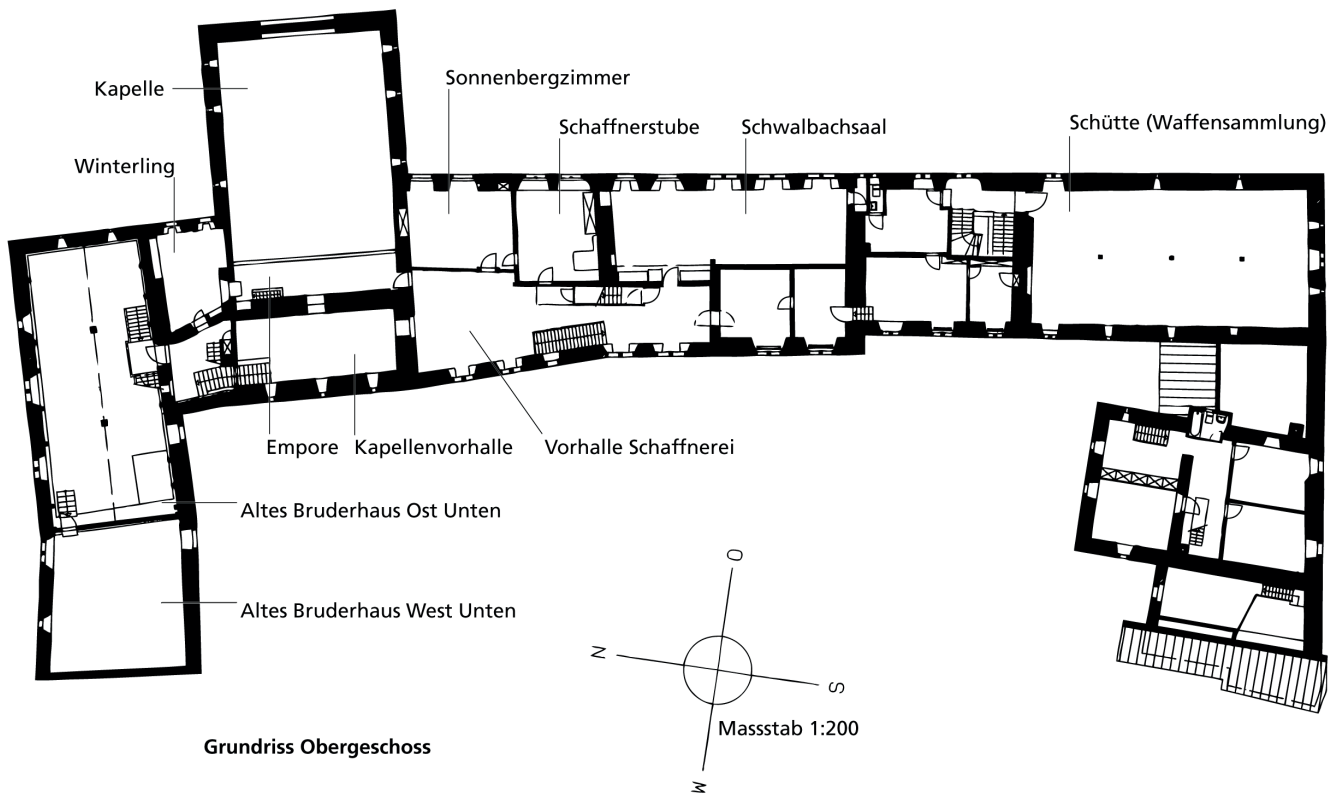 Kapelle
Sonnenbergzimmer
Schaffnerstube
Schwalbachsaal
Schütte (Waffensammlung)
Winterling
Empore
Kapellenvorhalle
Vorhalle Schaffnerei
Altes Bruderhaus Ost Unten
Altes Bruderhaus West Unten
O
N
S
W
Massstab 1:200
Grundriss Obergeschoss